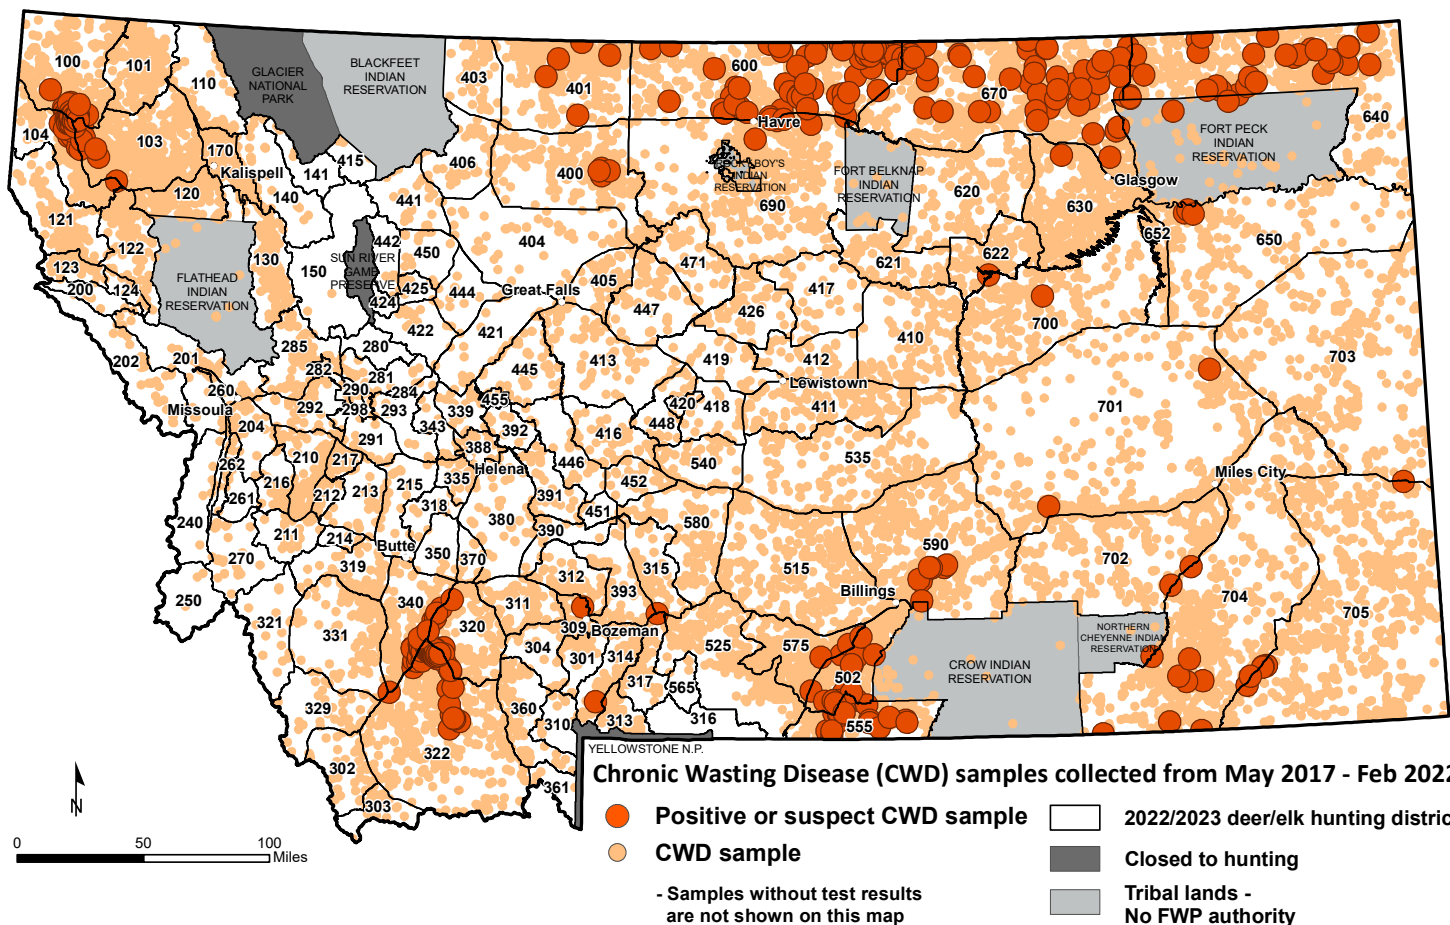 100
101
110
GLACIER
NATIONAL
PARK
BLACKFEET
INDIAN
RESERVATION
403
401
600
670
640
104
103
170
Kalispell
415
141
406
400
Havre
INDIAN
RESERVATION
690
FORT BELKNAP
INDIAN
RESERVATION
620
630
Glasgow
FORT PECK
INDIAN
RESERVATION
120
140
441
121
122
130
150
442
SUN RIVER
GAME
PRESERVE
450
404
471
621
622
652
650
123
200
124
FLATHEAD
INDIAN
RESERVATION
425
424
444
Great Falls
405
447
426
417
700
703
202
201
285
280
422
421
445
413
419
412
410
Lewistown
260
282
281
290
284
Missoula
292
298
293
339
455
343
392
420
448
418
411
701
204
291
388
Helena
416
262
210
217
216
261
212
213
215
335
318
446
540
535
452
391
451
Miles City
240
211
214
Butte
350
370
380
390
580
590
702
270
319
312
315
515
Billings
704
705
250
321
331
340
320
311
393
309
Bozeman
304
301
314
525
575
502
NORTHERN
CHEYENNE INDIAN
RESERVATION
CROW INDIAN
RESERVATION
329
360
310
317
565
313
316
555
322
302
303
361
YELLOWSTONE N.P.
N
0 50 100
Miles
Chronic Wasting Disease (CWD) samples collected from May 2017 - Feb 2022
Positive or suspect CWD sample
CWD sample
- Samples without test results
are not shown on this map
2022/2023 deer/elk hunting distric
Closed to hunting
Tribal lands -
No FWP authority